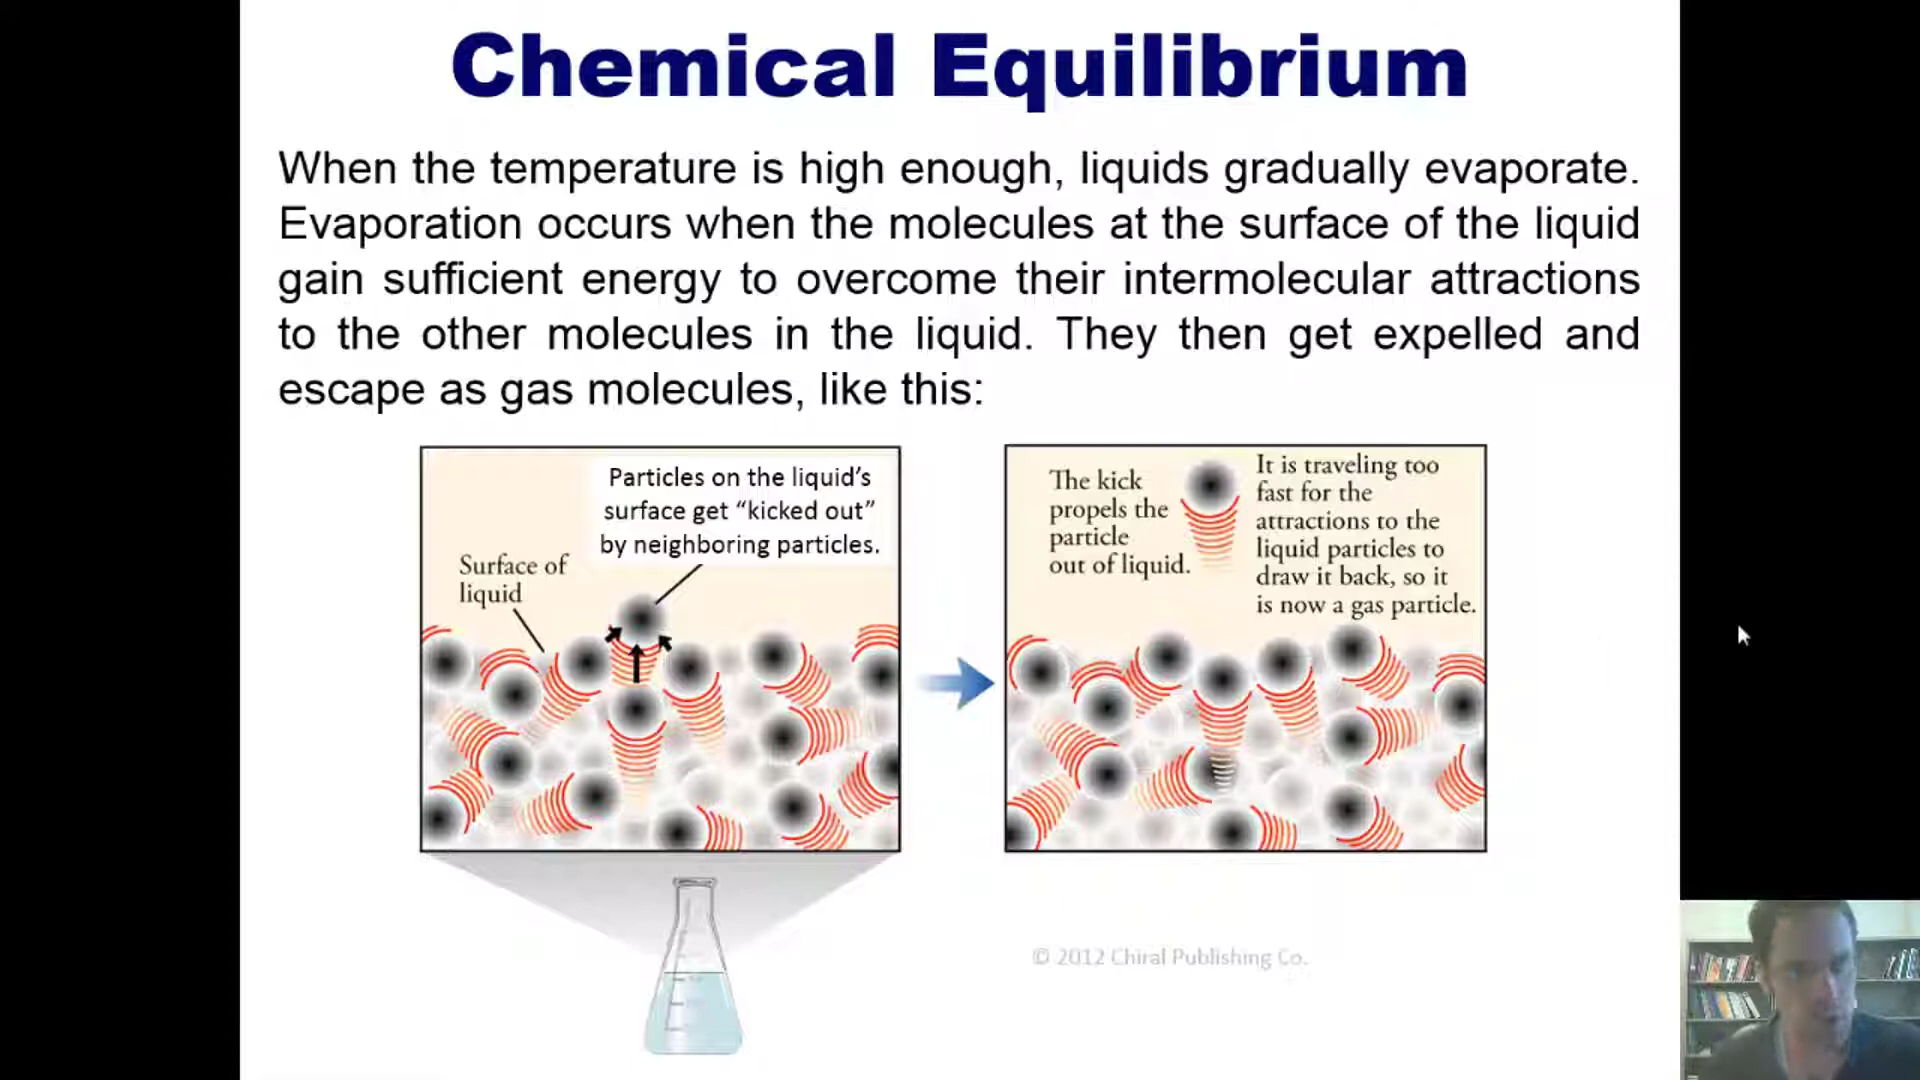 Chemical Equilibrium
When the temperature is high enough, liquids gradually evaporate.
Evaporation occurs when the molecules at the surface of the liquid
gain sufficient energy to overcome their intermolecular attractions
to the other molecules in the liquid. They then get expelled and
escape as gas molecules, like this:
Particles on the liquid’s
surface get “kicked out”
by neighboring particles.
Surface of
liquid
The kick
propels the
particle
out of liquid.
It is traveling too
fast for the
attractions to the
liquid particles to
draw it back, so it
is now a gas particle.
© 2012 Chiral Publishing Co.